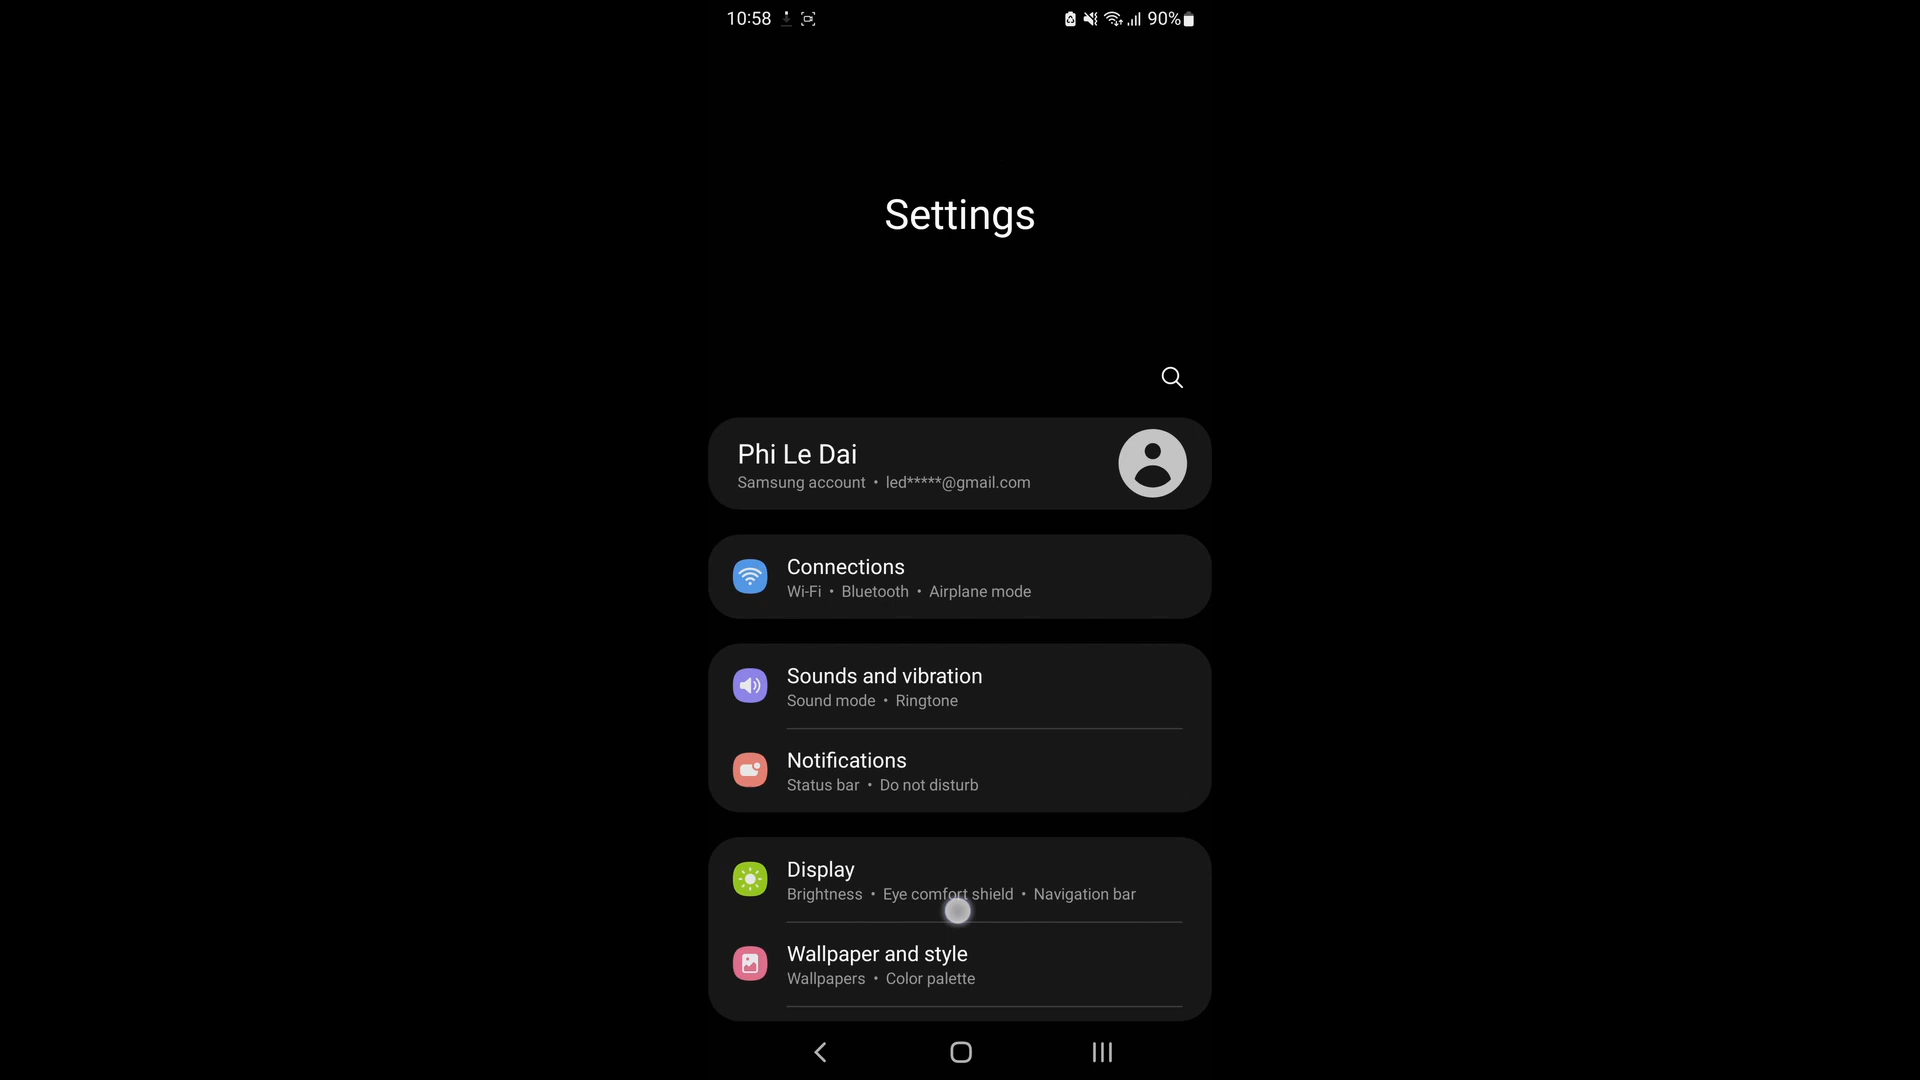 10:58
90%
Settings
Phi Le Dai
Samsung account • led*****@gmail.com
Connections
Wi-Fi • Bluetooth • Airplane mode
Sounds and vibration
Sound mode • Ringtone
Notifications
Status bar • Do not disturb
Display
Brightness • Eye comfort shield • Navigation bar
Wallpaper and style
Wallpapers • Color palette